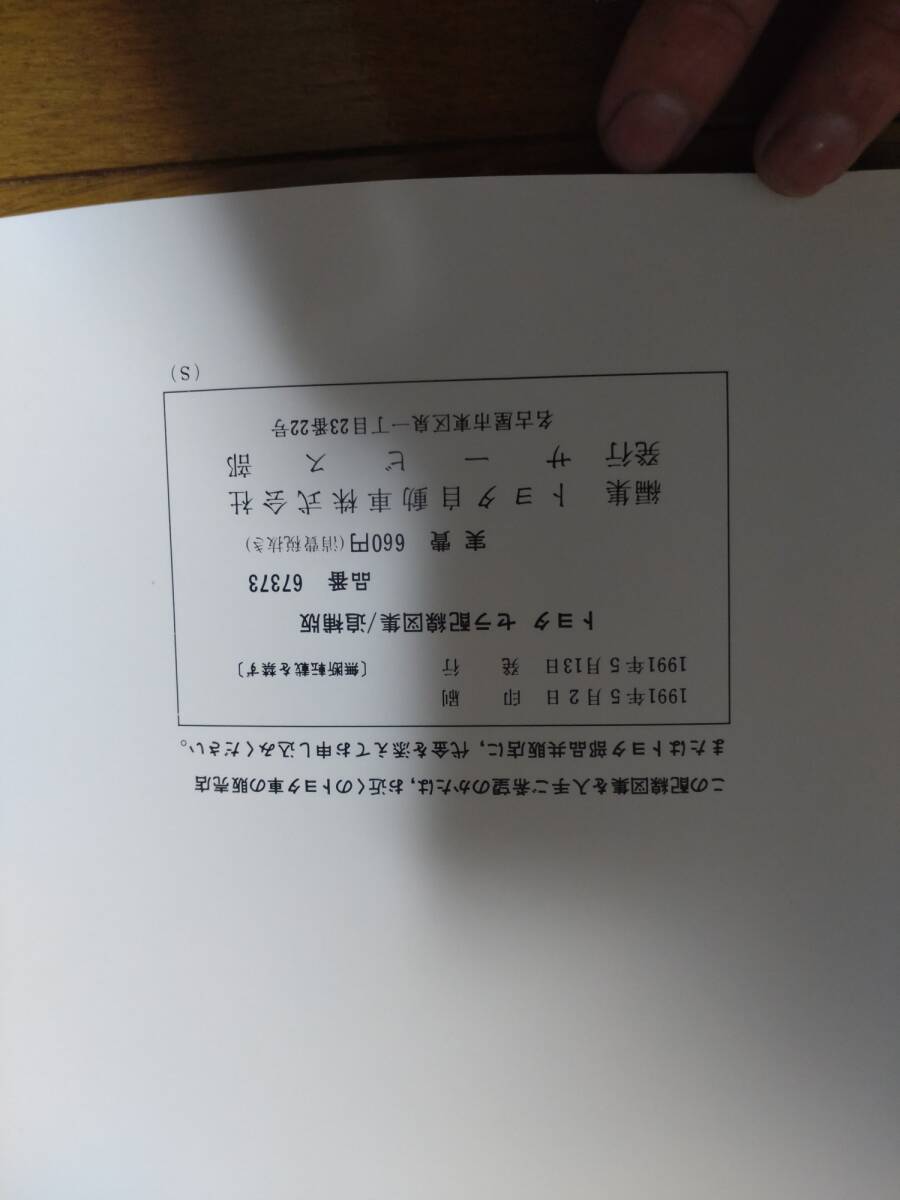 この配線図集を入手ご希望のかたは，お近くのトヨタ車の販売店
またはトヨタ部品共販店に，代金を添えてお申し込みください。
1991年5月2日 印 刷
1991年5月13日 発 行 〔無断転載を禁ず〕
トヨタ セラ配線図集/追補版
品番 67373
実費 660円(消費税抜き)
編集 トヨタ自動車株式会社
発行 サービス部
名古屋市東区泉一丁目23番22号
(S)